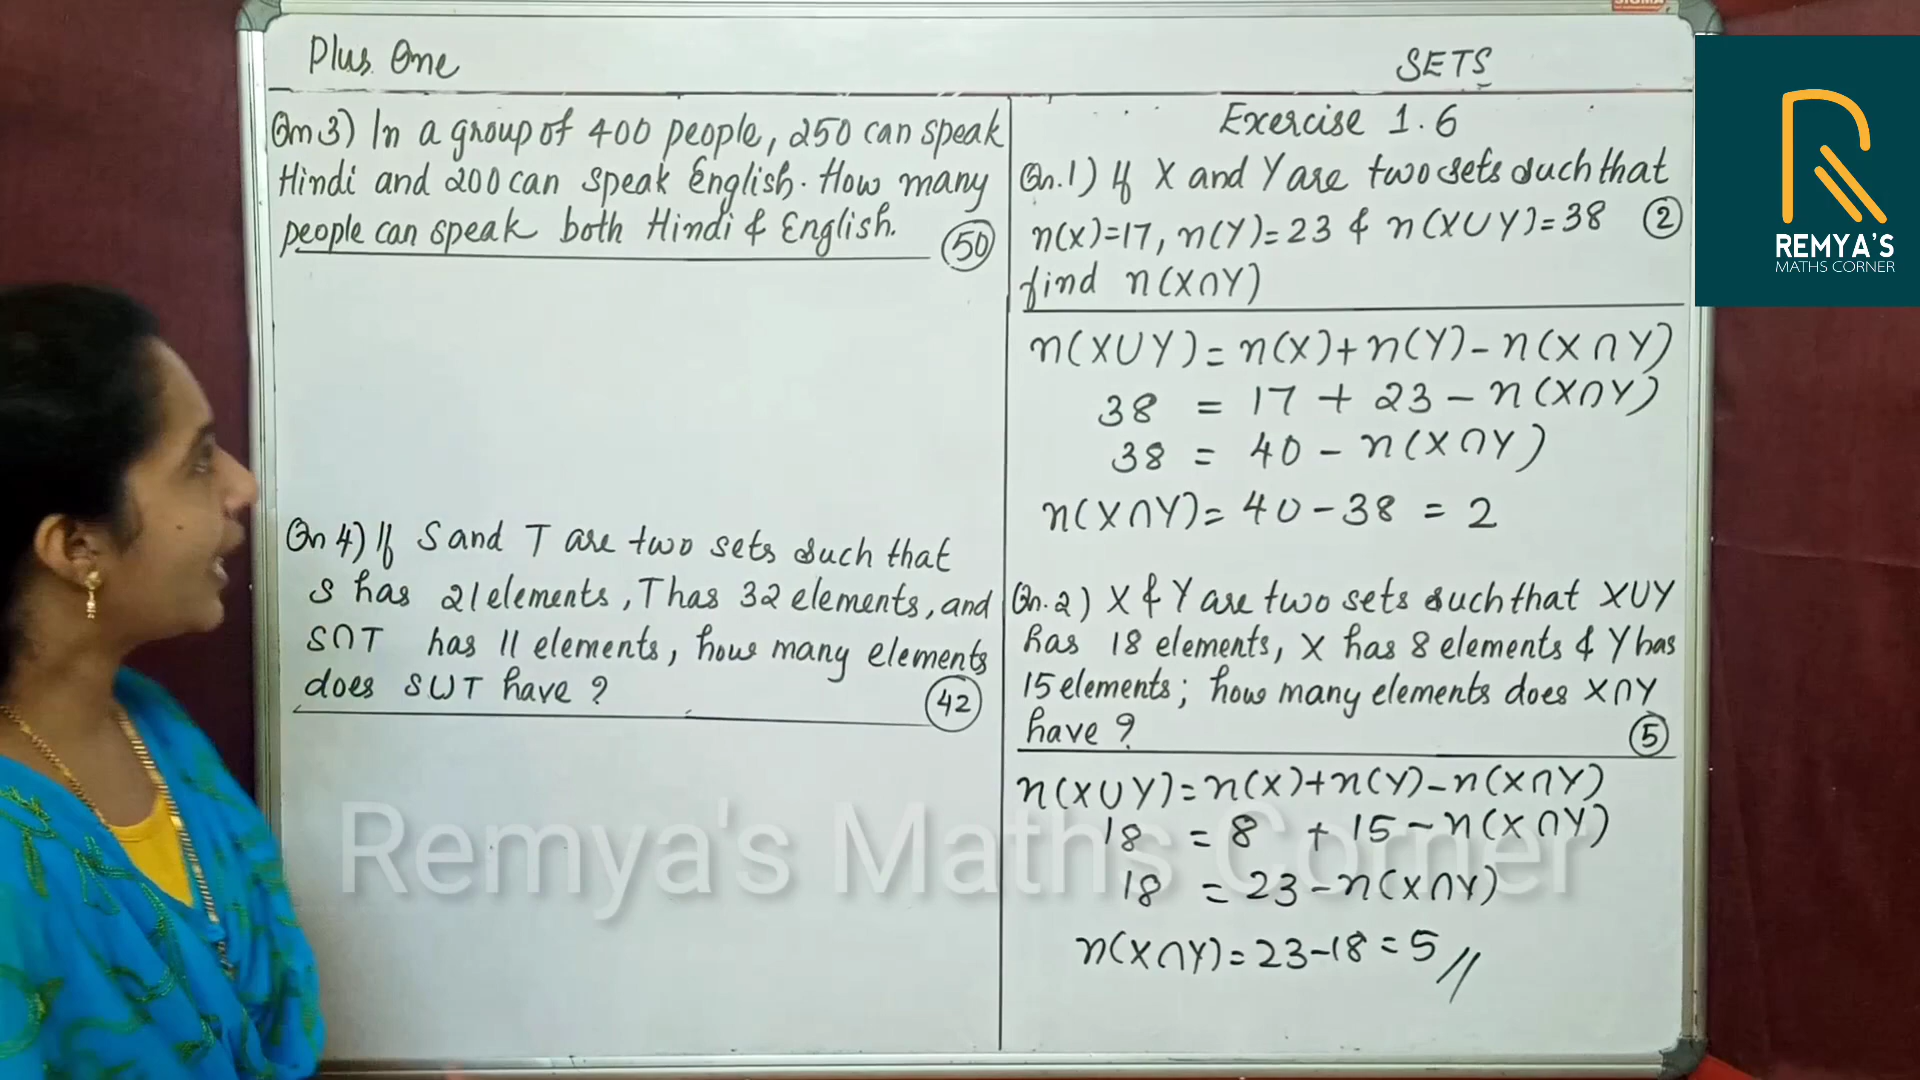 Plus One
SETS
Qn 3) In a group of 400 people, 250 can speak
Hindi and 200 can speak English. How many
people can speak both Hindi & English.
50
Qn 4) If S and T are two sets such that
S has 21 elements, T has 32 elements, and
S∩T has 11 elements, how many elements
does S∪T have ?
42
Exercise 1.6
Qn.1) If X and Y are two sets such that
n(X)=17, n(Y)=23 & n(X∪Y)=38
2
find n(X∩Y)
n(X∪Y) = n(X)+n(Y)-n(X∩Y)
38 = 17 + 23 - n(X∩Y)
38 = 40 - n(X∩Y)
n(X∩Y) = 40-38 = 2
Qn.2) X & Y are two sets such that X∪Y
has 18 elements, X has 8 elements & Y has
15 elements; how many elements does X∩Y
have ?
5
n(X∪Y)=n(X)+n(Y)-n(X∩Y)
18 = 8 + 15 - n(X∩Y)
18 = 23 - n(X∩Y)
n(X∩Y) = 23-18 = 5 //
REMYA'S
MATHS CORNER
Remya's Maths Corner